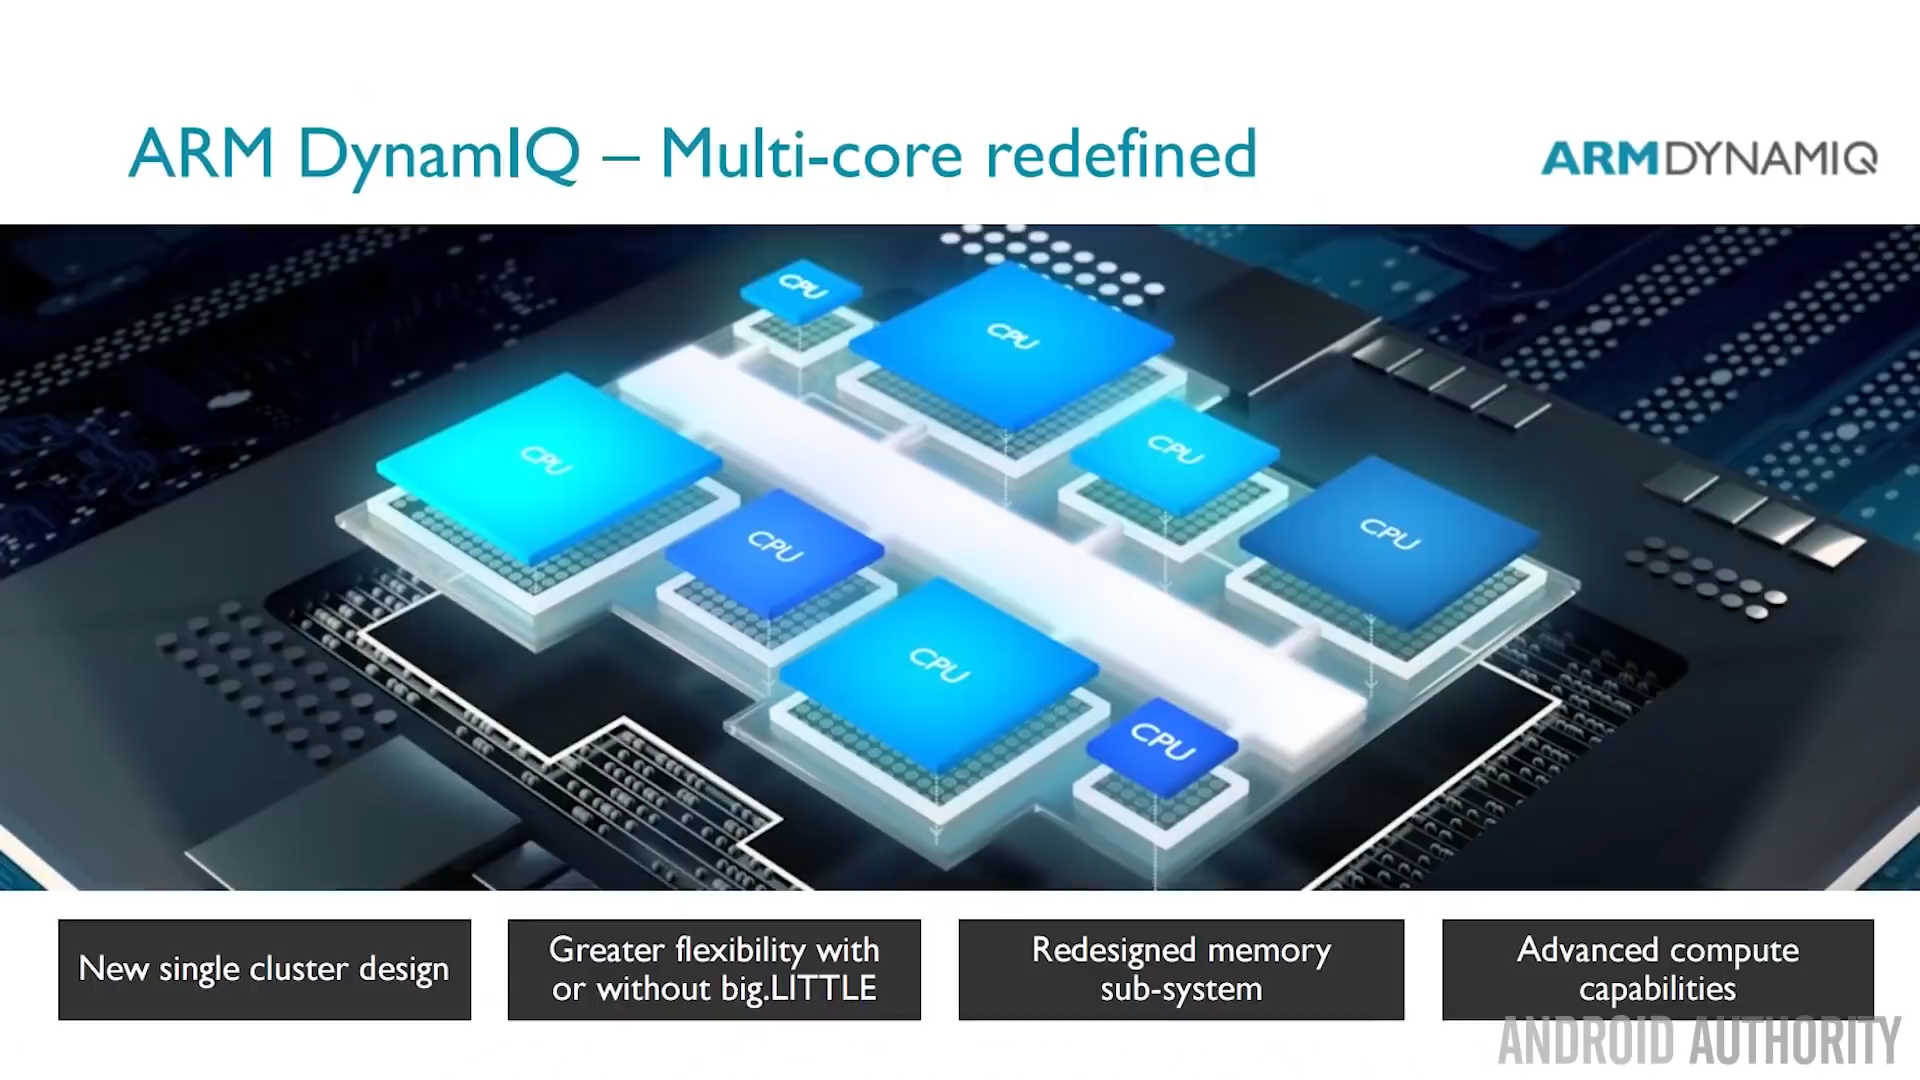 ARM DynamIQ – Multi-core redefined
ARMDYNAMIQ
CPU
CPU
CPU
CPU
CPU
CPU
CPU
CPU
New single cluster design
Greater flexibility with
or without big.LITTLE
Redesigned memory
sub-system
Advanced compute
capabilities
ANDROID AUTHORITY